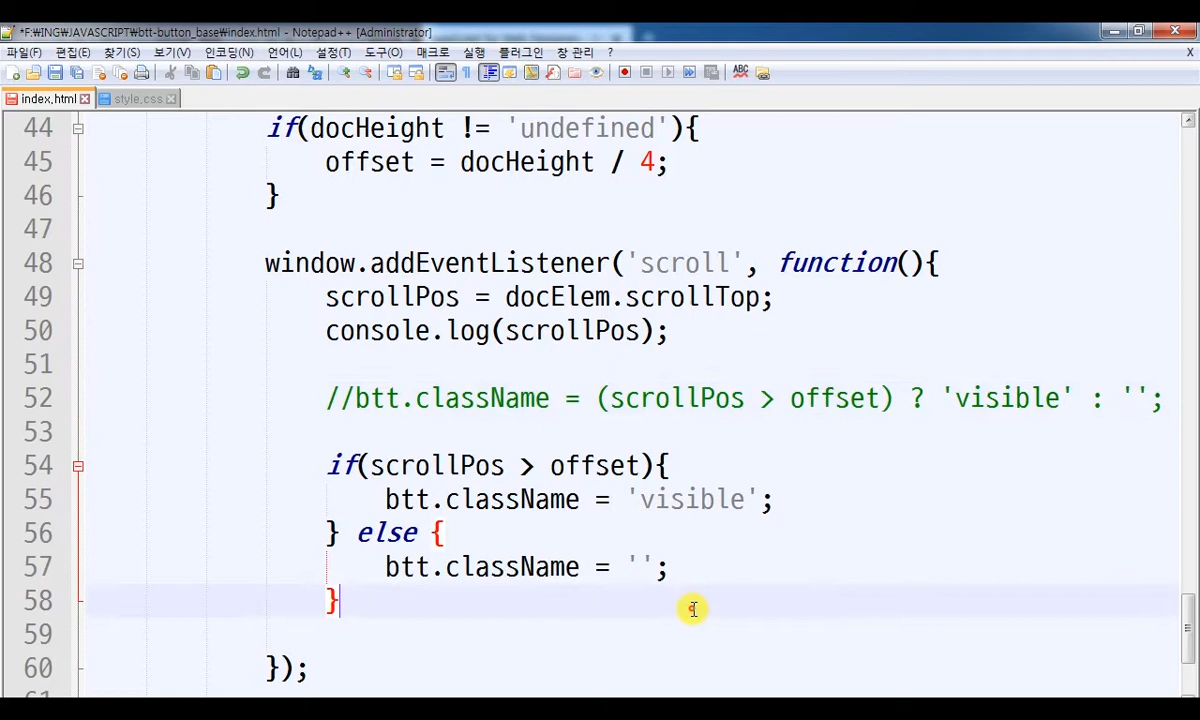 *F:₩ING₩JAVASCRIPT₩btt-button_base₩index.html - Notepad++ [Administrator]
파일(F) 편집(E) 찾기(S) 보기(V) 인코딩(N) 언어(L) 설정(T) 도구(O) 매크로 실행 플러그인 창 관리 ? X
ABC
index.html style.css
44 if(docHeight != 'undefined'){
45 offset = docHeight / 4;
46 }
47
48 window.addEventListener('scroll', function(){
49 scrollPos = docElem.scrollTop;
50 console.log(scrollPos);
51
52 //btt.className = (scrollPos > offset) ? 'visible' : '';
53
54 if(scrollPos > offset){
55 btt.className = 'visible';
56 } else {
57 btt.className = '';
58 }
59
60 });
61